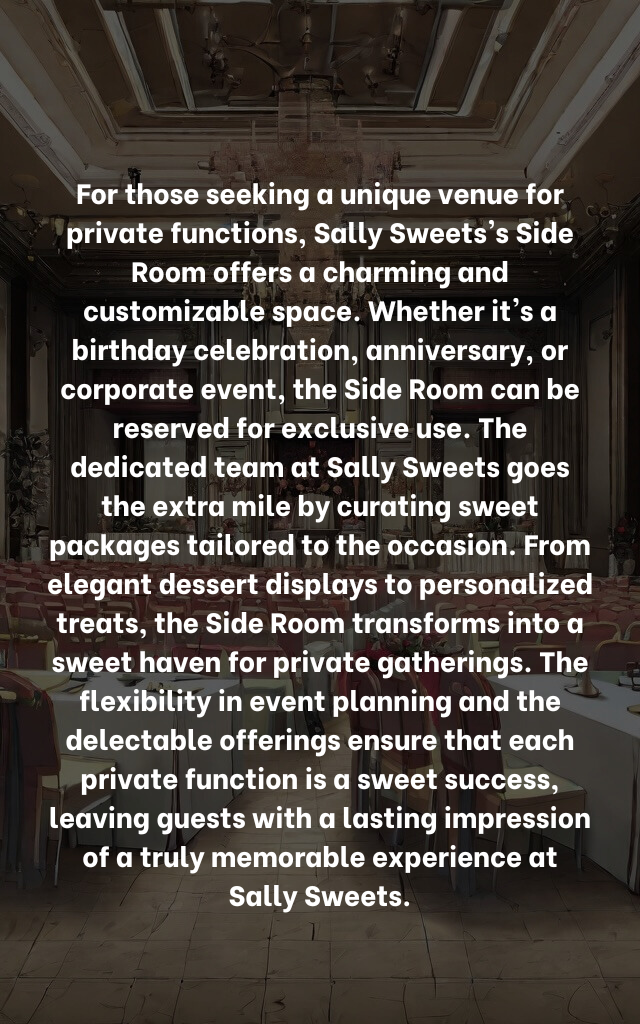 For those seeking a unique venue for
private functions, Sally Sweets’s Side
Room offers a charming and
customizable space. Whether it’s a
birthday celebration, anniversary, or
corporate event, the Side Room can be
reserved for exclusive use. The
dedicated team at Sally Sweets goes
the extra mile by curating sweet
packages tailored to the occasion. From
elegant dessert displays to personalized
treats, the Side Room transforms into a
sweet haven for private gatherings. The
flexibility in event planning and the
delectable offerings ensure that each
private function is a sweet success,
leaving guests with a lasting impression
of a truly memorable experience at
Sally Sweets.